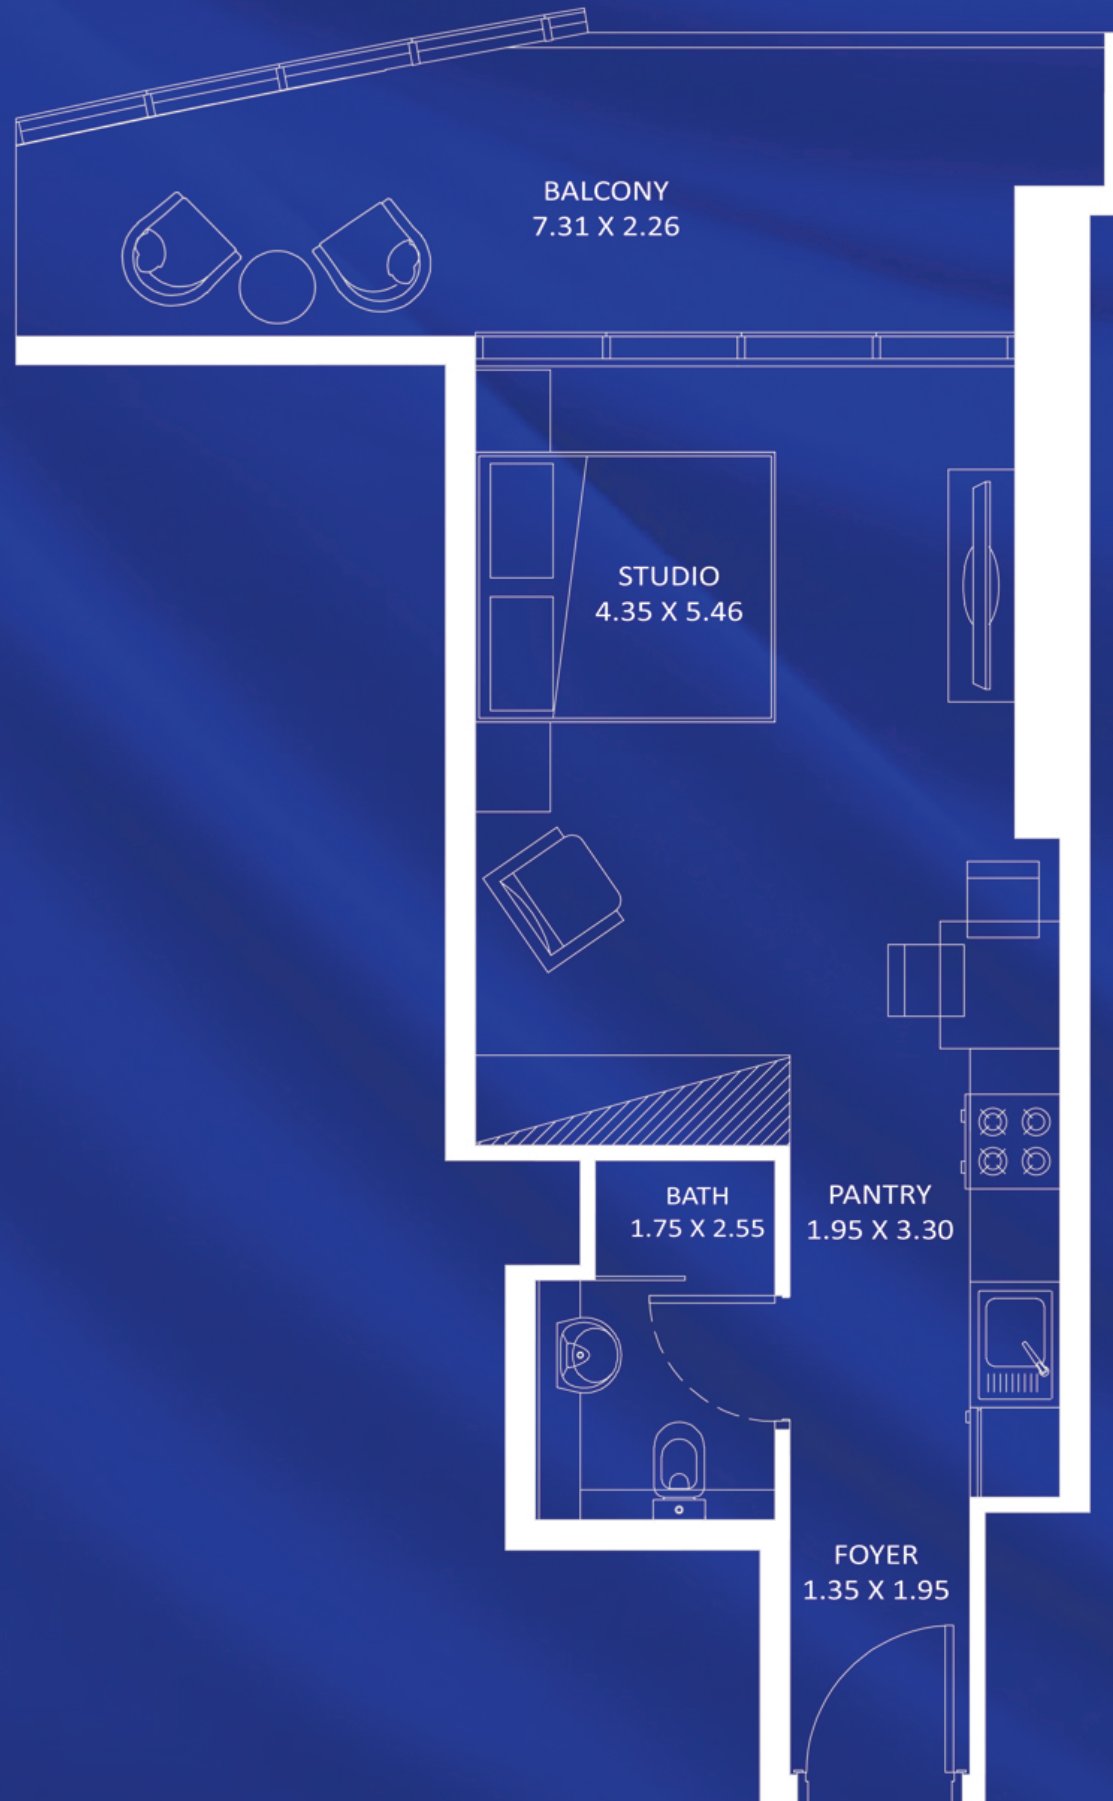 BALCONY
7.31 X 2.26
STUDIO
4.35 X 5.46
BATH
1.75 X 2.55
PANTRY
1.95 X 3.30
FOYER
1.35 X 1.95